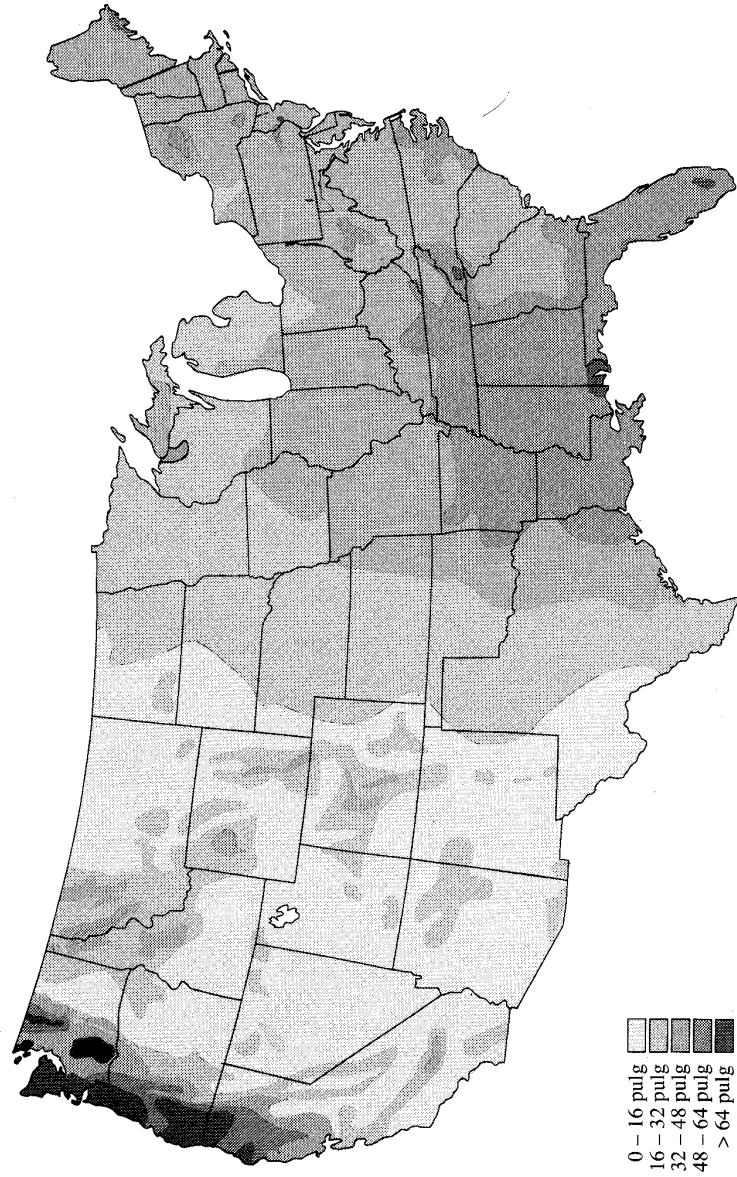 0 – 16 pulg
16 – 32 pulg
32 – 48 pulg
48 – 64 pulg
> 64 pulg